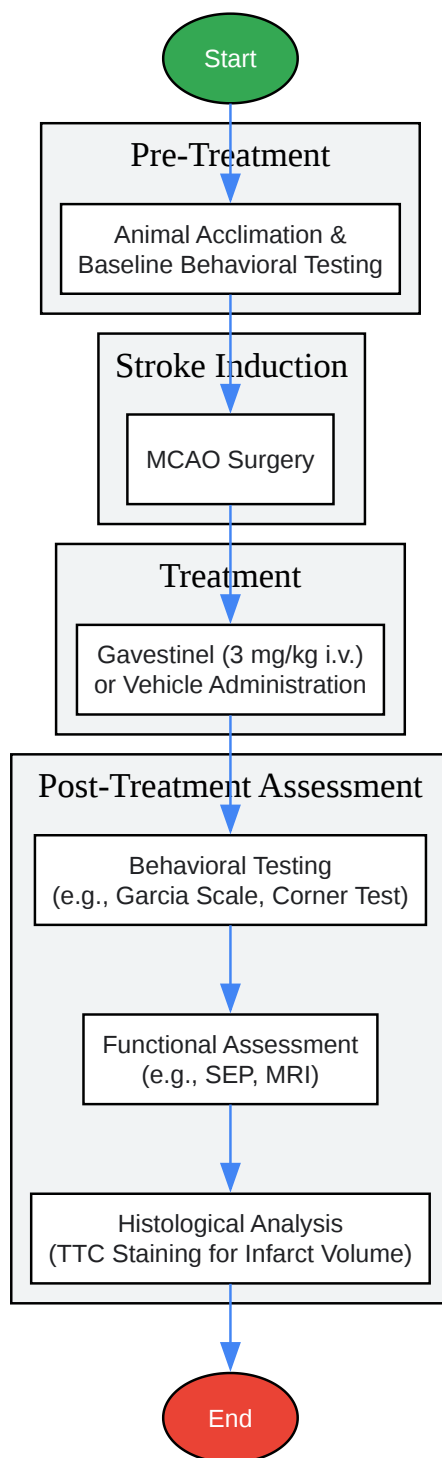 Start
Pre-Treatment
Animal Acclimation &
Baseline Behavioral Testing
Stroke Induction
MCAO Surgery
Treatment
Gavestinel (3 mg/kg i.v.)
or Vehicle Administration
Post-Treatment Assessment
Behavioral Testing
(e.g., Garcia Scale, Corner Test)
Functional Assessment
(e.g., SEP, MRI)
Histological Analysis
(TTC Staining for Infarct Volume)
End